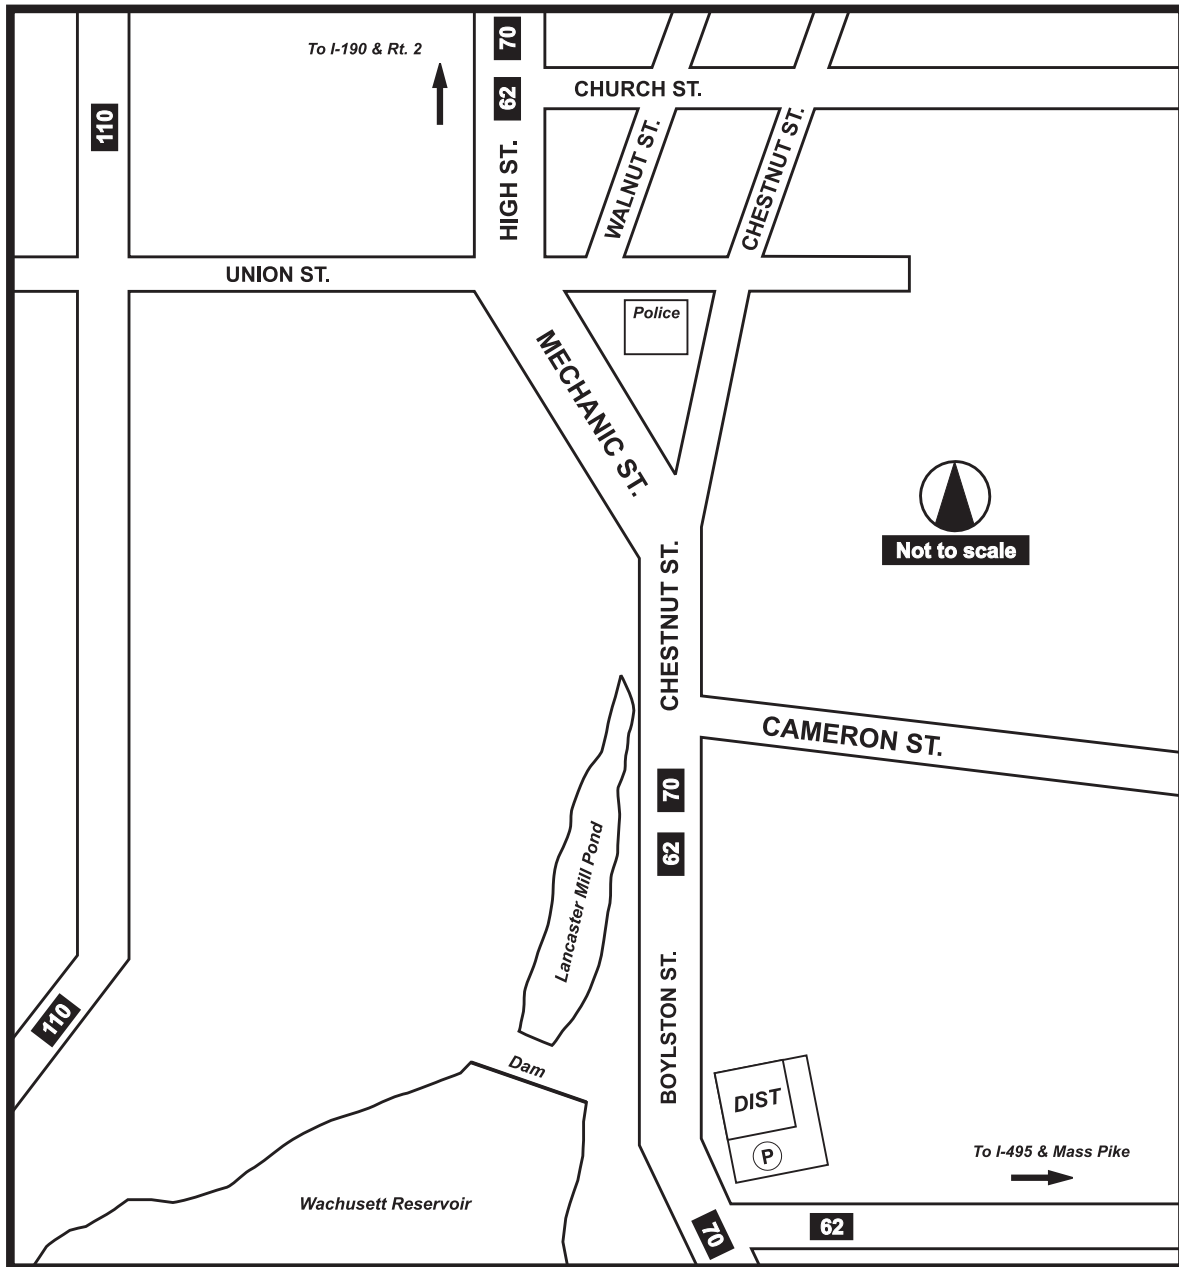 70
To I-190 & Rt. 2
62
CHURCH ST.
110
HIGH ST.
WALNUT ST.
CHESTNUT ST.
UNION ST.
Police
MECHANIC ST.
Not to scale
CHESTNUT ST.
CAMERON ST.
70
62
Lancaster Mill Pond
BOYLSTON ST.
110
Dam
DIST
P
To I-495 & Mass Pike
Wachusett Reservoir
70
62